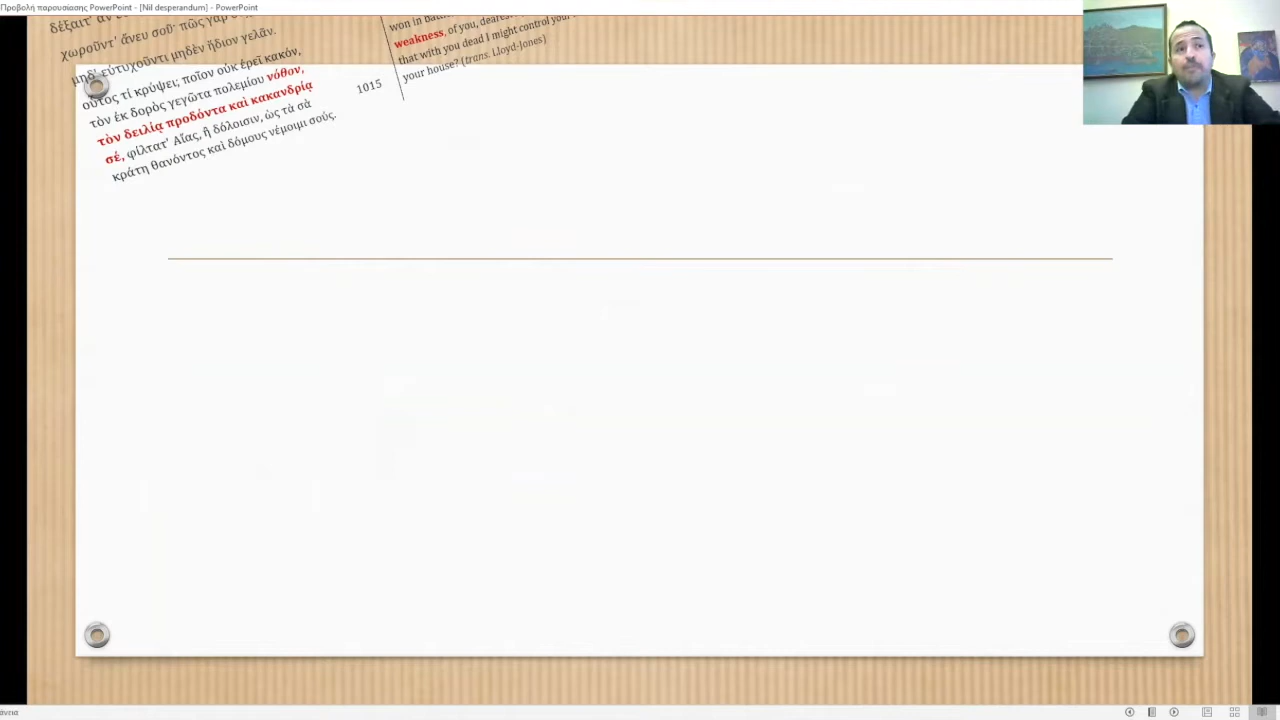 Προβολή παρουσίασης PowerPoint - [Nil desperandum] - PowerPoint
δέξαιτ' ἂν
χωροῦντ' ἄνευ σοῦ· πῶς γὰρ
μηδ' εὐτυχοῦντι μηδὲν ἥδιον γελᾶν.
οὗτος τί κρύψει; ποῖον οὐκ ἐρεῖ κακόν,
τὸν ἐκ δορὸς γεγῶτα πολεμίου νόθον,
τὸν δειλίᾳ προδόντα καὶ κακανδρίᾳ
σέ, φίλτατ' Αἴας, ἢ δόλοισιν, ὡς τὰ σὰ
κράτη θανόντος καὶ δόμους νέμοιμι σούς.
1015
won in
weakness, of you, dearest
that with you dead I might control your
your house? (trans. Lloyd-Jones)